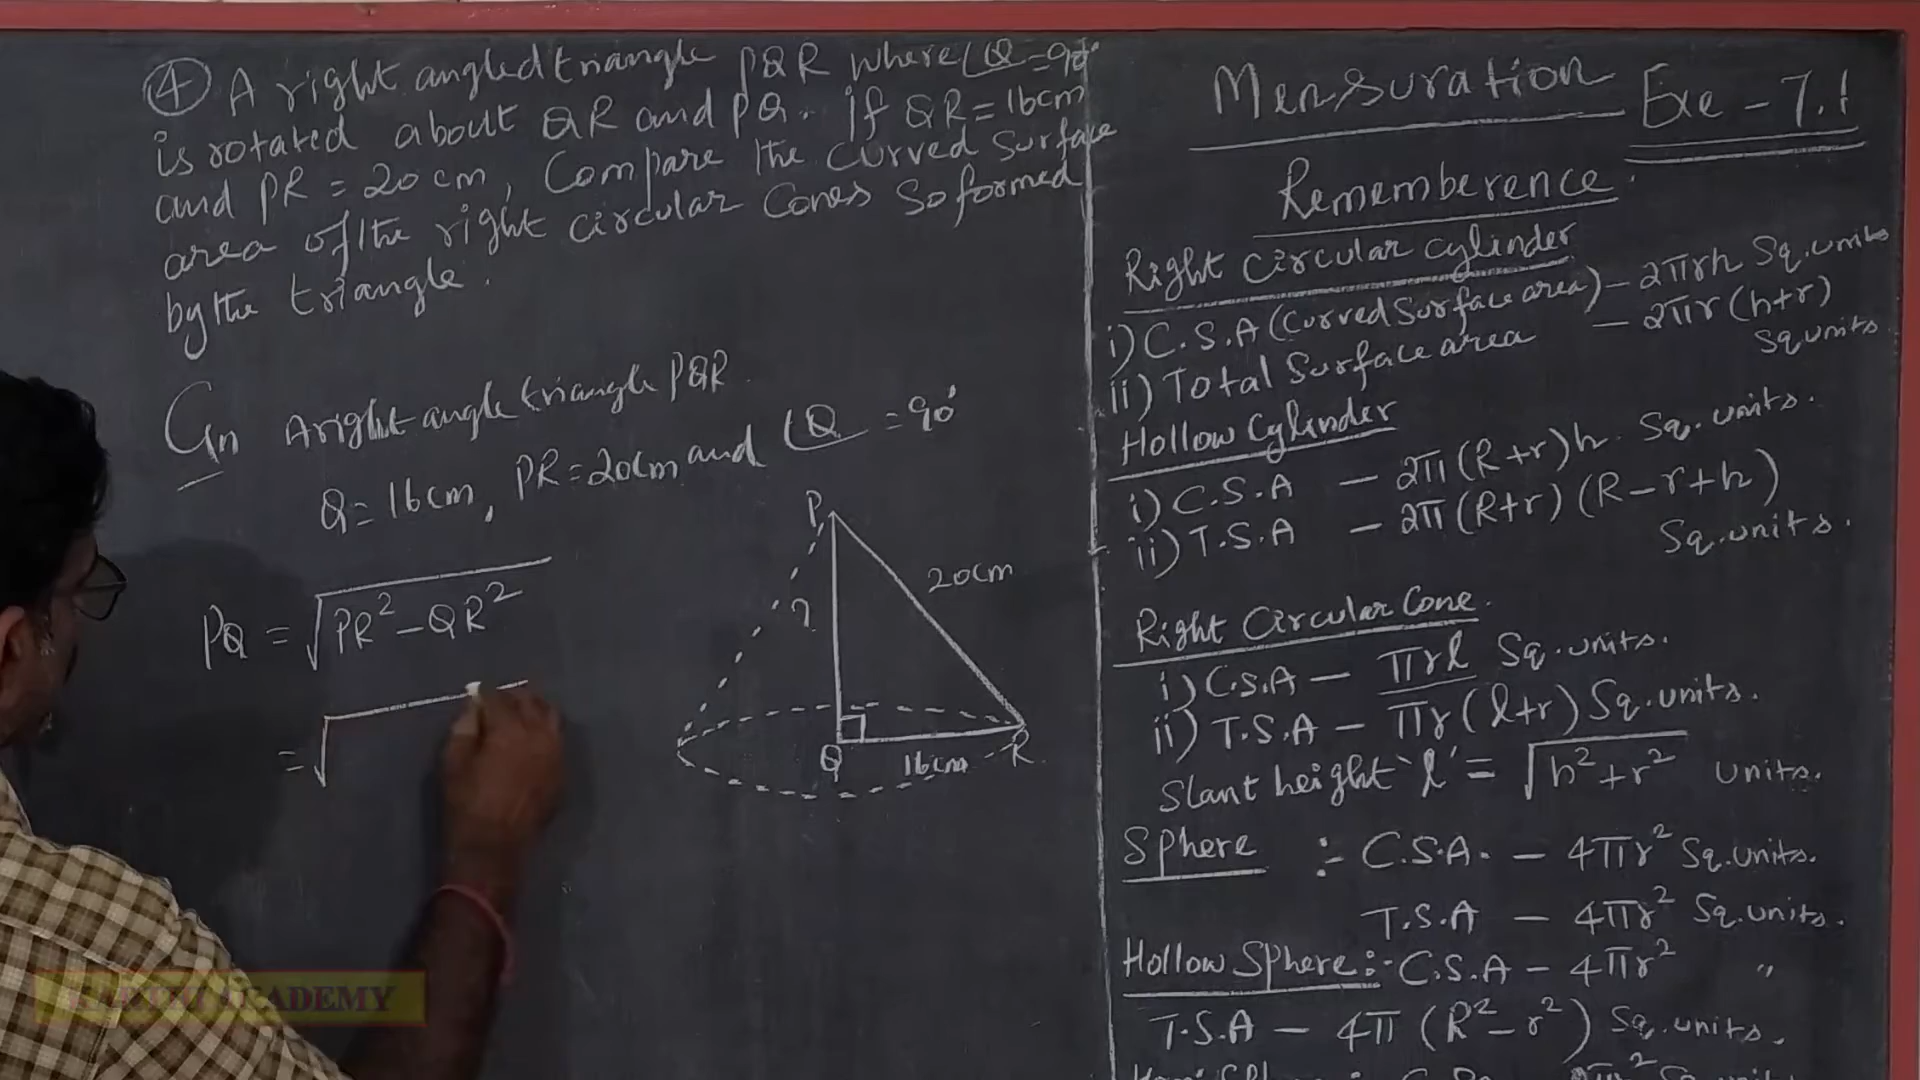 ④ A right angled triangle PQR where ∠Q = 90°
is rotated about QR and PQ. If QR = 16cm
and PR = 20cm, Compare the curved surface
area of the right circular cones so formed
by the triangle.
Gn A right angle triangle PQR
Q = 16cm, PR = 20cm and ∠Q = 90°
PQ = √PR² - QR²
= √
P
?
20cm
Q
16cm
R
Mensuration Exe - 7.1
Rememberence
Right Circular Cylinder
i) C.S.A (Curved Surface area) - 2πrh Sq. units
ii) Total Surface area - 2πr (h+r)
Sq units
Hollow Cylinder
i) C.S.A - 2π (R+r)h Sq. units.
ii) T.S.A - 2π (R+r) (R-r+h)
Sq. units.
Right Circular Cone.
i) C.S.A - πrl Sq. units.
ii) T.S.A - πr (l+r) Sq. units.
Slant height 'l' = √h²+r² units.
Sphere :- C.S.A. - 4πr² Sq. units.
T.S.A - 4πr² Sq. units.
Hollow Sphere :- C.S.A - 4πr² "
T.S.A - 4π (R²-r²) Sq. units.
KARTHI ACADEMY